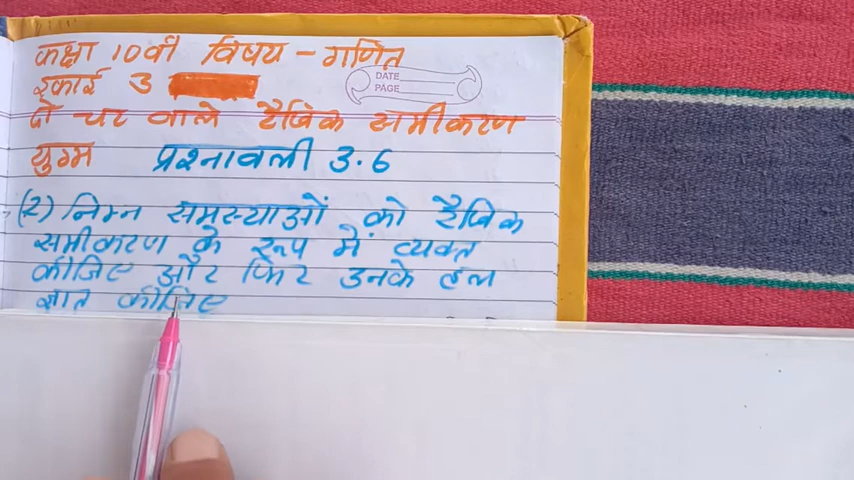 कक्षा 10वी विषय - गणित
इकाई 3
DATE
PAGE
दो चर वाले रैखिक समीकरण
युग्म प्रश्नावली 3.6
(2) निम्न समस्याओं को रैखिक
समीकरण के रूप में व्यक्त
कीजिए और फिर उनके हल
ज्ञात कीजिए